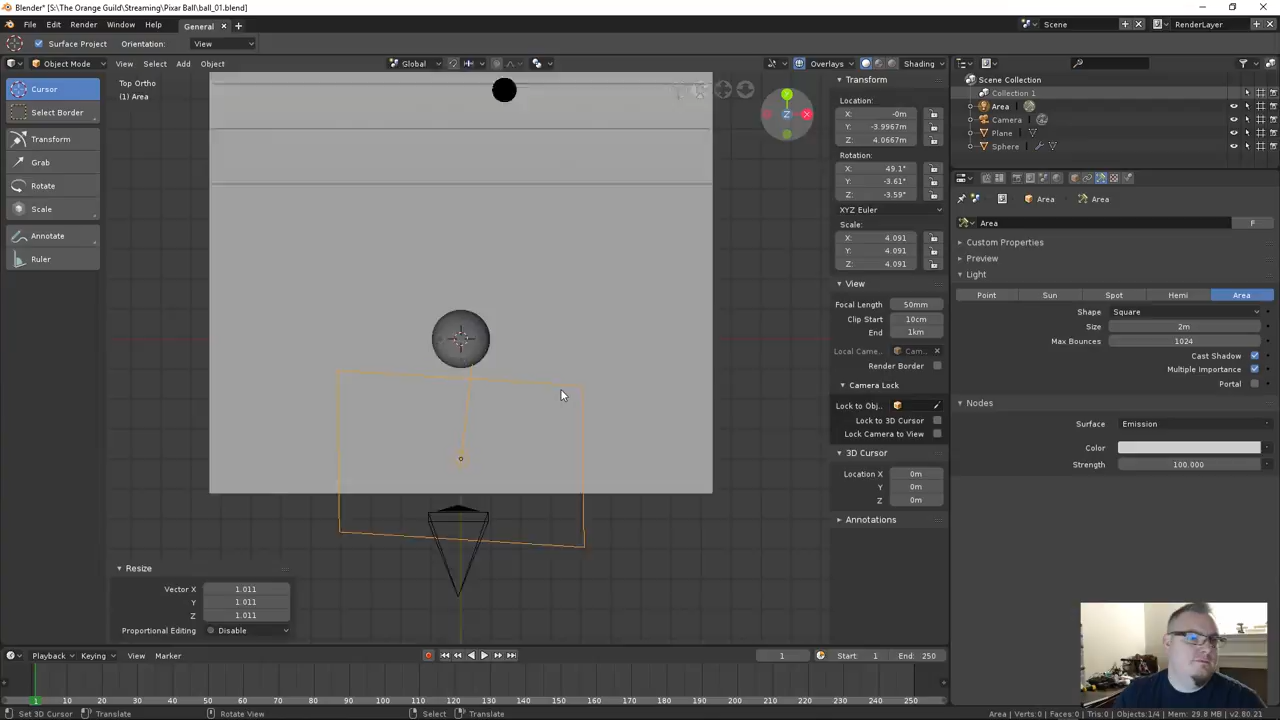 Blender* [S:\The Orange Guild\Streaming\Pixar Ball\ball_01.blend]
File Edit Render Window Help General Scene RenderLayer
Surface Project Orientation: View
Object Mode View Select Add Object Global Overlays Shading
Cursor
Select Border
Transform
Grab
Rotate
Scale
Annotate
Ruler
Top Ortho
(1) Area
Z
Transform
Location:
X: -0m
Y: -3.9967m
Z: 4.0667m
Rotation:
X: 49.1°
Y: -3.61°
Z: -3.59°
XYZ Euler
Scale:
X: 4.091
Y: 4.091
Z: 4.091
View
Focal Length 50mm
Clip Start 10cm
End 1km
Local Came.. Cam..
Render Border
Camera Lock
Lock to Obj..
Lock to 3D Cursor
Lock Camera to View
3D Cursor
Location X 0m
Y 0m
Z 0m
Annotations
Scene Collection
Collection 1
Area
Camera
Plane
Sphere
Area Area
Area F
Custom Properties
Preview
Light
Point Sun Spot Hemi Area
Shape: Square
Size 2m
Max Bounces 1024
Cast Shadow
Multiple Importance
Portal
Nodes
Surface Emission
Color
Strength 100.000
Resize
Vector X 1.011
Y 1.011
Z 1.011
Proportional Editing Disable
Playback Keying View Marker 1 Start: 1 End: 250
1 10 20 30 40 50 60 70 80 90 100 110 120 130 140 150 160 170 180 190 200 210 220 230 240 250
Set 3D Cursor Translate Rotate View Select Translate Area | Verts:0 | Faces:0 | Tris:0 | Objects:1/4 | Mem: 29.8 MB | v2.80.21